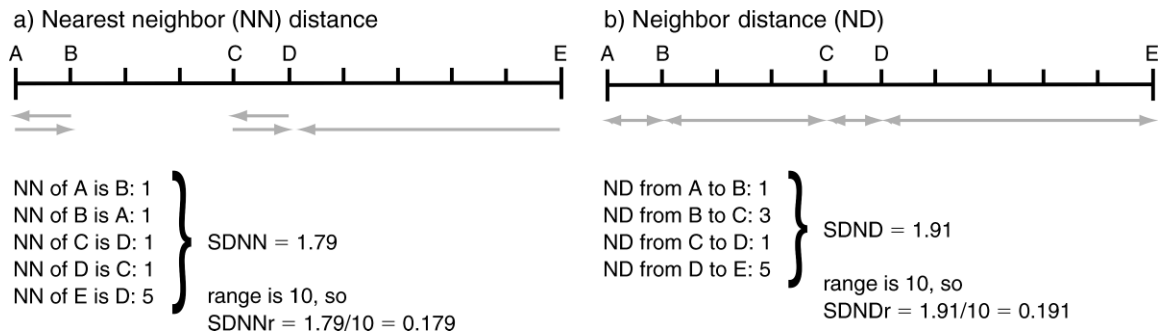 a) Nearest neighbor (NN) distance
A B C D E
NN of A is B: 1
NN of B is A: 1
NN of C is D: 1
NN of D is C: 1
NN of E is D: 5
SDNN = 1.79
range is 10, so
SDNNr = 1.79/10 = 0.179
b) Neighbor distance (ND)
A B C D E
ND from A to B: 1
ND from B to C: 3
ND from C to D: 1
ND from D to E: 5
SDND = 1.91
range is 10, so
SDNDr = 1.91/10 = 0.191